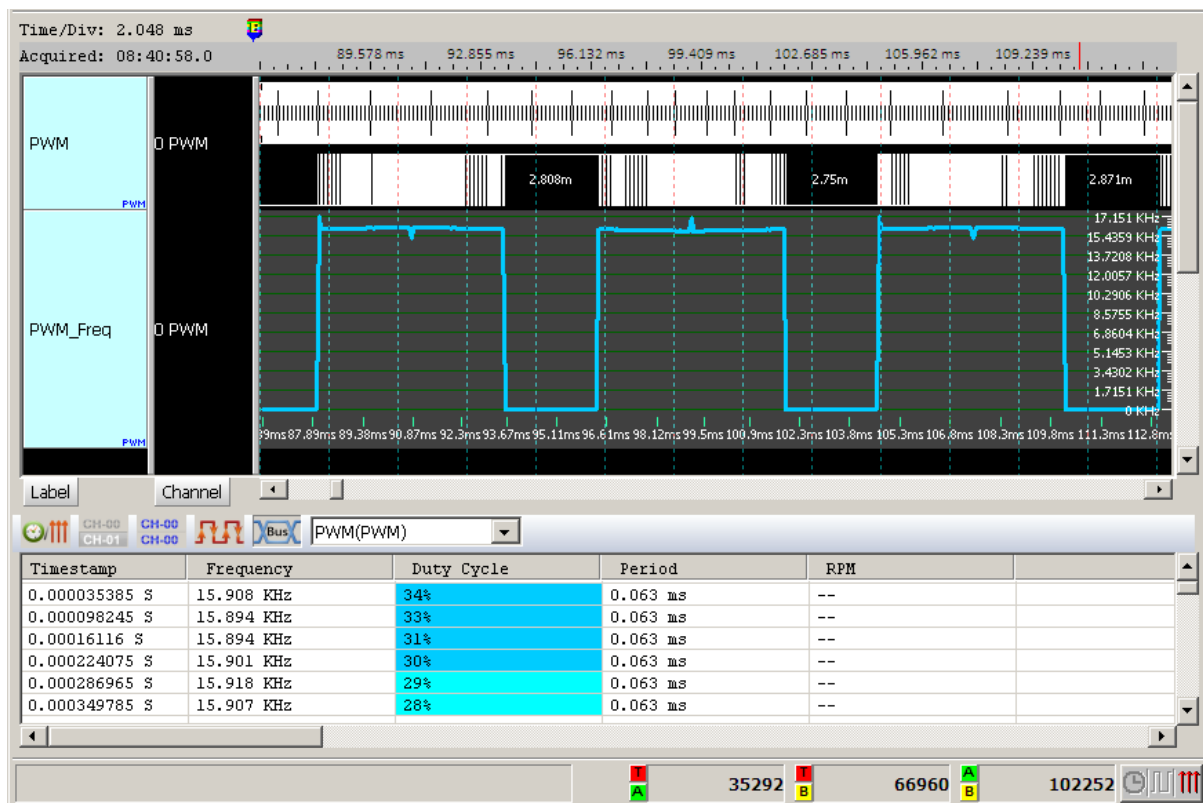 Time/Div: 2.048 ms
Acquired: 08:40:58.0
89.578 ms 92.855 ms 96.132 ms 99.409 ms 102.685 ms 105.962 ms 109.239 ms
PWM
0 PWM
PWM
2.808m 2.75m 2.871m
PWM_Freq
0 PWM
PWM
17.151 KHz
15.4359 KHz
13.7208 KHz
12.0057 KHz
10.2906 KHz
8.5755 KHz
6.8604 KHz
5.1453 KHz
3.4302 KHz
1.7151 KHz
0 KHz
87.89ms 89.38ms 90.87ms 92.3ms 93.67ms 95.11ms 96.61ms 98.12ms 99.5ms 100.9ms 102.3ms 103.8ms 105.3ms 106.8ms 108.3ms 109.8ms 111.3ms 112.8m
Label Channel
CH-00 CH-01 CH-00 CH-00 Bus PWM(PWM)
Timestamp Frequency Duty Cycle Period RPM
0.000035385 S 15.908 KHz 34% 0.063 ms --
0.000098245 S 15.894 KHz 33% 0.063 ms --
0.00016116 S 15.894 KHz 31% 0.063 ms --
0.000224075 S 15.901 KHz 30% 0.063 ms --
0.000286965 S 15.918 KHz 29% 0.063 ms --
0.000349785 S 15.907 KHz 28% 0.063 ms --
T A 35292 T B 66960 A B 102252